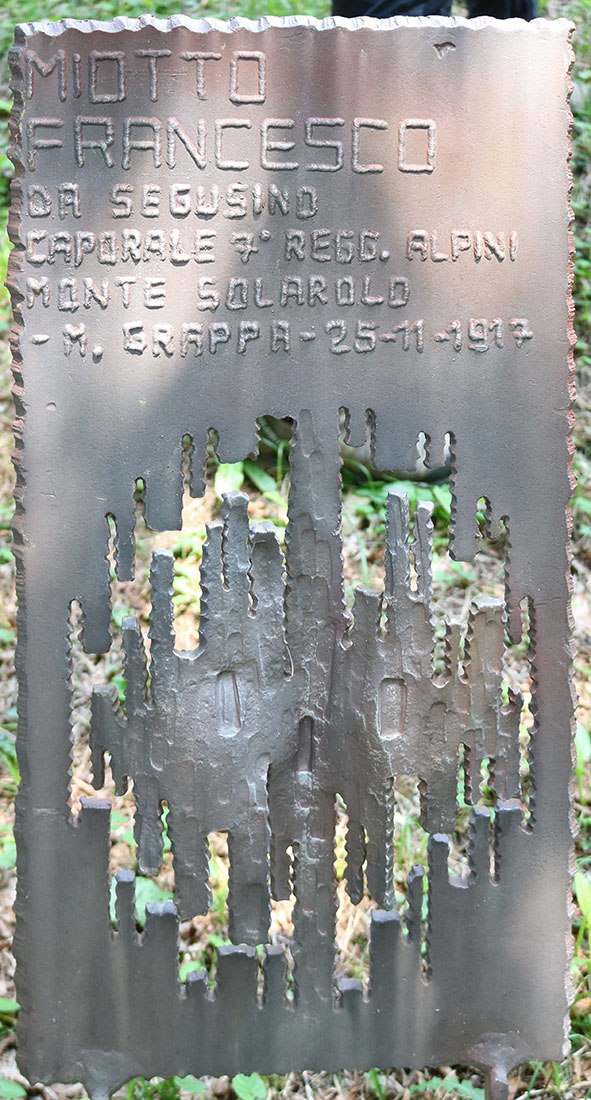 MIOTTO
FRANCESCO
DA SEGUSINO
CAPORALE 7° REGG. ALPINI
MONTE SOLAROLO
- M. GRAPPA - 25-11-1917